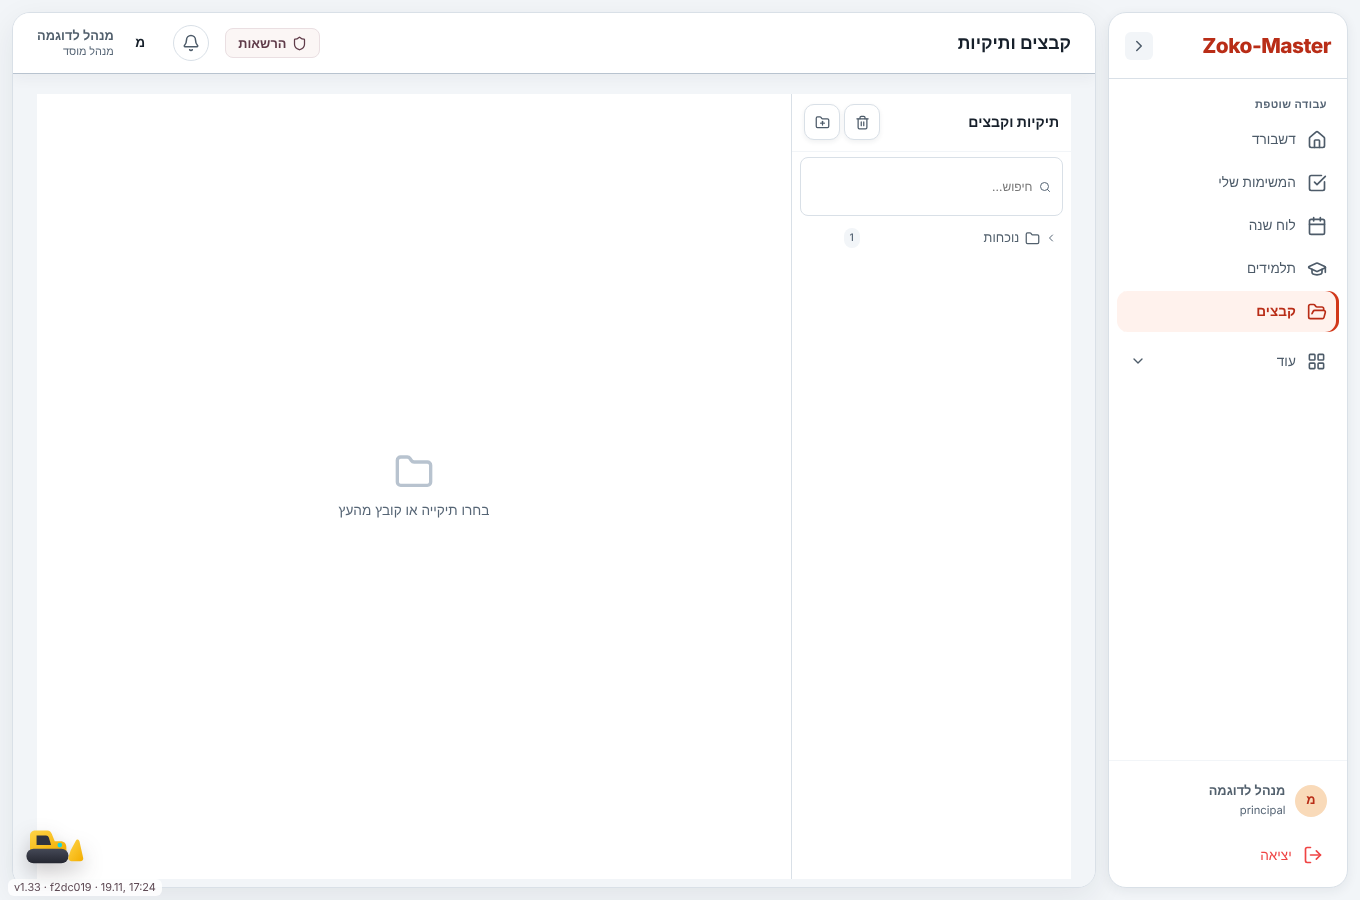 Zoko-Master
עבודה שוטפת
דשבורד
המשימות שלי
לוח שנה
תלמידים
קבצים
עוד
מנהל לדוגמה
מ
principal
יציאה
קבצים ותיקיות
הרשאות
מ
מנהל לדוגמה
מנהל מוסד
תיקיות וקבצים
חיפוש...
נוכחות
1
בחרו תיקייה או קובץ מהעץ
v1.33 · f2dc019 · 19.11, 17:24